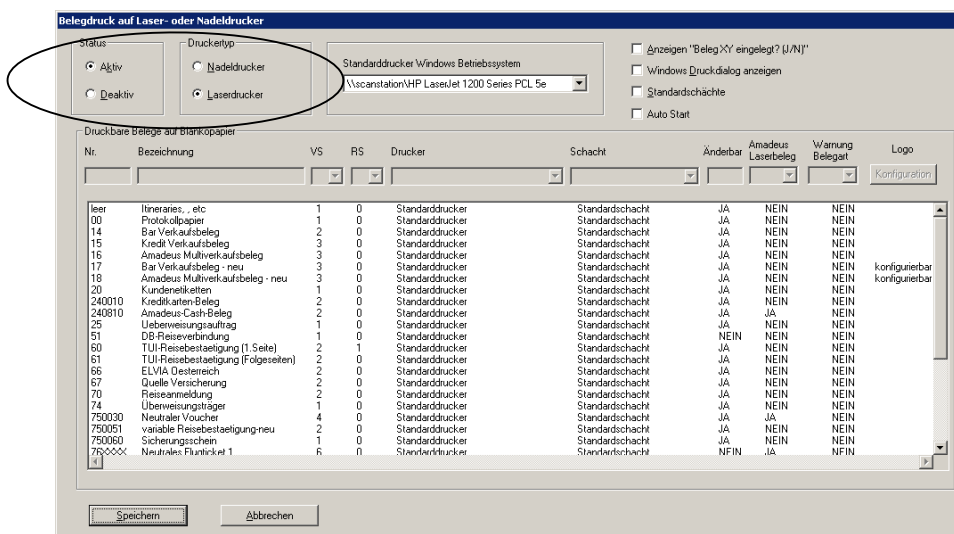 Belegdruck auf Laser- oder Nadeldrucker
Status
Aktiv
Deaktiv
Druckertyp
Nadeldrucker
Laserdrucker
Standarddrucker Windows Betriebssystem
\\scanstation\HP LaserJet 1200 Series PCL 5e
Anzeigen "Beleg XY eingelegt? (J/N)"
Windows Druckdialog anzeigen
Standardschächte
Auto Start
Druckbare Belege auf Blankopapier
Nr. Bezeichnung VS RS Drucker Schacht Änderbar Amadeus Laserbeleg Warnung Belegart Logo
Konfiguration
leer Itineraries, , etc 1 0 Standarddrucker Standardschacht JA NEIN NEIN
00 Protokollpapier 1 0 Standarddrucker Standardschacht JA NEIN NEIN
14 Bar Verkaufsbeleg 2 0 Standarddrucker Standardschacht JA NEIN NEIN
15 Kredit Verkaufsbeleg 3 0 Standarddrucker Standardschacht JA NEIN NEIN
16 Amadeus Multiverkaufsbeleg 3 0 Standarddrucker Standardschacht JA NEIN NEIN
17 Bar Verkaufsbeleg - neu 3 0 Standarddrucker Standardschacht JA NEIN NEIN konfigurierbar
18 Amadeus Multiverkaufsbeleg - neu 3 0 Standarddrucker Standardschacht JA NEIN NEIN konfigurierbar
20 Kundenetiketten 1 0 Standarddrucker Standardschacht JA NEIN NEIN
240010 Kreditkarten-Beleg 2 0 Standarddrucker Standardschacht JA NEIN NEIN
240810 Amadeus-Cash-Beleg 2 0 Standarddrucker Standardschacht JA JA NEIN
25 Ueberweisungsauftrag 1 0 Standarddrucker Standardschacht JA NEIN NEIN
51 DB-Reiseverbindung 1 0 Standarddrucker Standardschacht NEIN NEIN NEIN
60 TUI-Reisebestaetigung (1.Seite) 2 1 Standarddrucker Standardschacht JA NEIN NEIN
61 TUI-Reisebestaetigung (Folgeseiten) 2 0 Standarddrucker Standardschacht JA NEIN NEIN
66 ELVIA Oesterreich 2 0 Standarddrucker Standardschacht JA NEIN NEIN
67 Quelle Versicherung 2 0 Standarddrucker Standardschacht JA NEIN NEIN
70 Reiseanmeldung 2 0 Standarddrucker Standardschacht JA NEIN NEIN
74 Überweisungsträger 1 0 Standarddrucker Standardschacht JA NEIN NEIN
750030 Neutraler Voucher 4 0 Standarddrucker Standardschacht JA JA NEIN
750051 variable Reisebestaetigung-neu 2 0 Standarddrucker Standardschacht JA NEIN NEIN
750060 Sicherungsschein 1 0 Standarddrucker Standardschacht JA NEIN NEIN
76XXXX Neutrales Flugticket 1 6 0 Standarddrucker Standardschacht NEIN JA NEIN
Speichern
Abbrechen